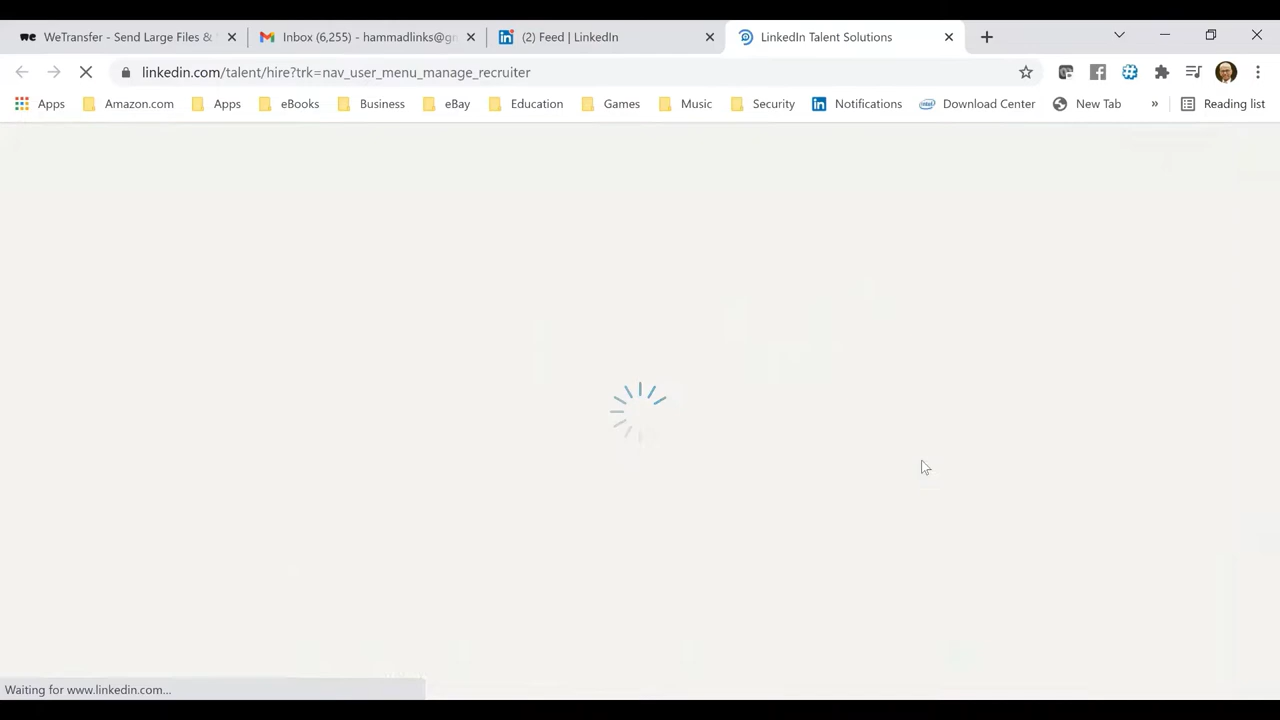 WeTransfer - Send Large Files &
Inbox (6,255) - hammadlinks@gm
(2) Feed | LinkedIn
LinkedIn Talent Solutions
linkedin.com/talent/hire?trk=nav_user_menu_manage_recruiter
Apps Amazon.com Apps eBooks Business eBay Education Games Music Security Notifications Download Center New Tab » Reading list
Waiting for www.linkedin.com...